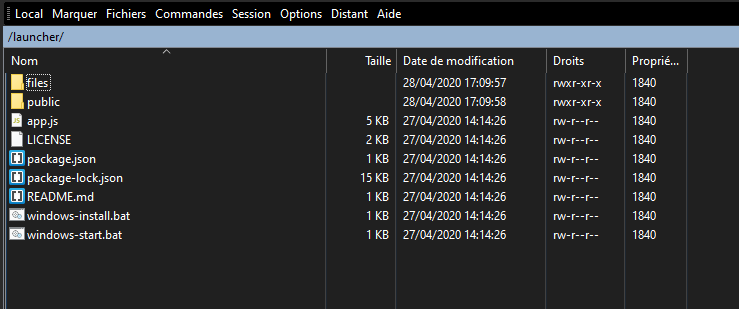 Local Marquer Fichiers Commandes Session Options Distant Aide
/launcher/
Nom Taille Date de modification Droits Proprié...
files 28/04/2020 17:09:57 rwxr-xr-x 1840
public 28/04/2020 17:09:58 rwxr-xr-x 1840
app.js 5 KB 27/04/2020 14:14:26 rw-r--r-- 1840
LICENSE 2 KB 27/04/2020 14:14:26 rw-r--r-- 1840
package.json 1 KB 27/04/2020 14:14:26 rw-r--r-- 1840
package-lock.json 15 KB 27/04/2020 14:14:26 rw-r--r-- 1840
README.md 1 KB 27/04/2020 14:14:26 rw-r--r-- 1840
windows-install.bat 1 KB 27/04/2020 14:14:26 rw-r--r-- 1840
windows-start.bat 1 KB 27/04/2020 14:14:26 rw-r--r-- 1840